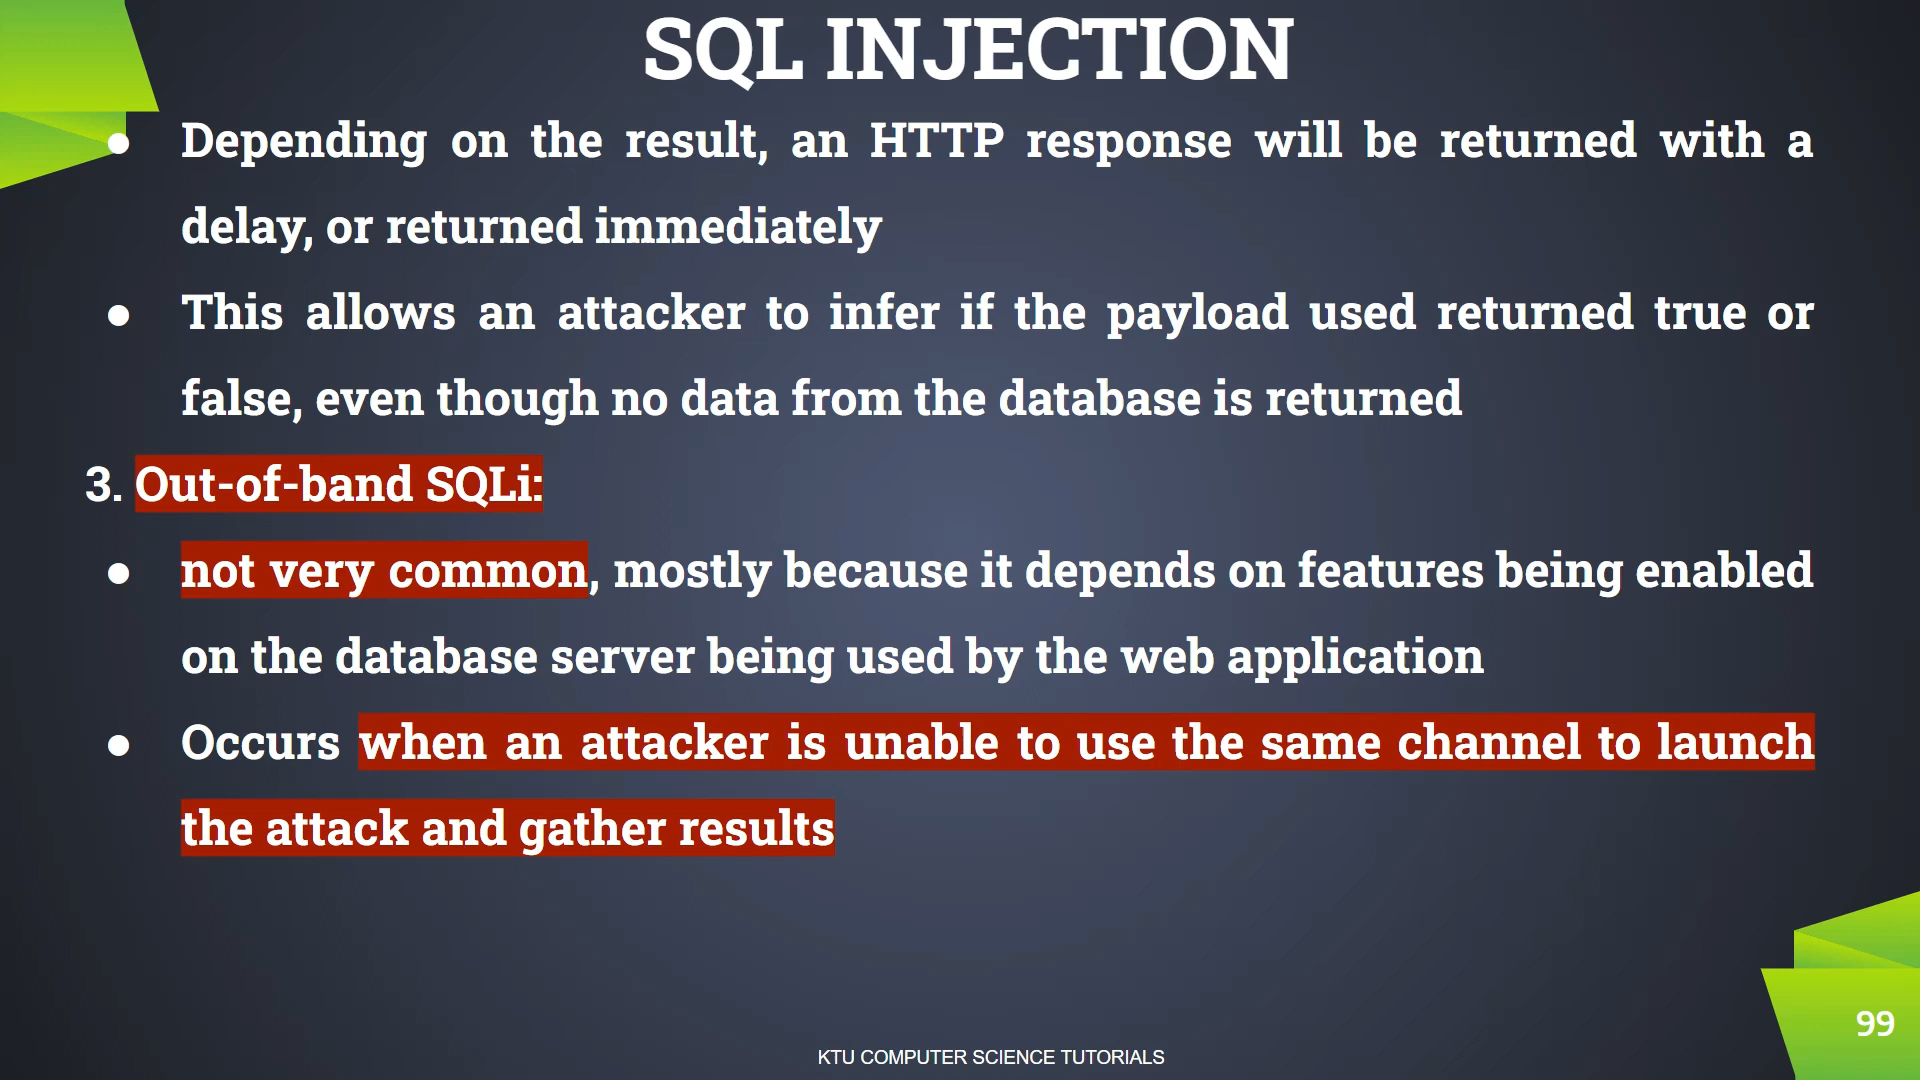 SQL INJECTION
● Depending on the result, an HTTP response will be returned with a
delay, or returned immediately
● This allows an attacker to infer if the payload used returned true or
false, even though no data from the database is returned
3. Out-of-band SQLi:
● not very common, mostly because it depends on features being enabled
on the database server being used by the web application
● Occurs when an attacker is unable to use the same channel to launch
the attack and gather results
99
KTU COMPUTER SCIENCE TUTORIALS